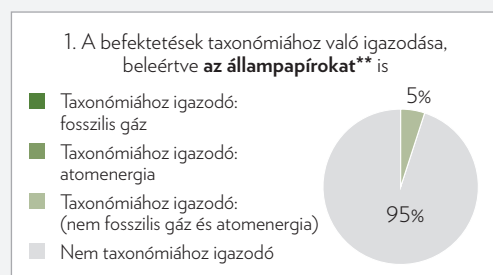 1. A befektetések taxonómiához való igazodása,
beleértve az állampapírokat** is
Taxonómiához igazodó:
fosszilis gáz
Taxonómiához igazodó:
atomenergia
Taxonómiához igazodó:
(nem fosszilis gáz és atomenergia)
Nem taxonómiához igazodó
5%
95%